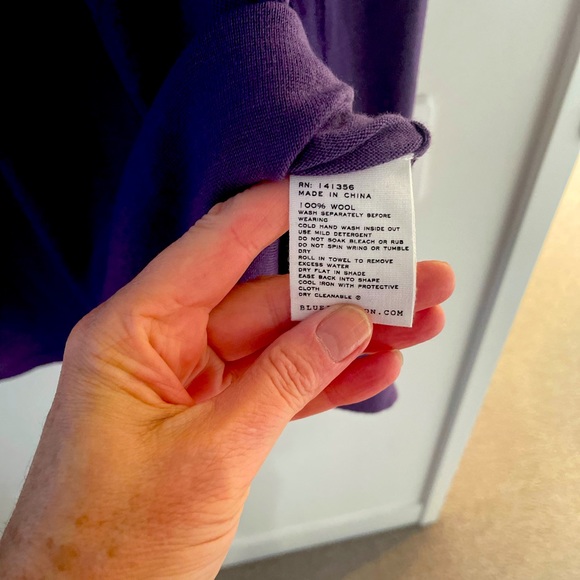 RN: 141356
MADE IN CHINA
100% WOOL
WASH SEPARATELY BEFORE
WEARING
COLD HAND WASH INSIDE OUT
USE MILD DETERGENT
DO NOT SOAK BLEACH OR RUB
DO NOT SPIN WRING OR TUMBLE
DRY
ROLL IN TOWEL TO REMOVE
EXCESS WATER
DRY FLAT IN SHADE
EASE BACK INTO SHAPE
COOL IRON WITH PROTECTIVE
CLOTH
DRY CLEANABLE Ⓟ